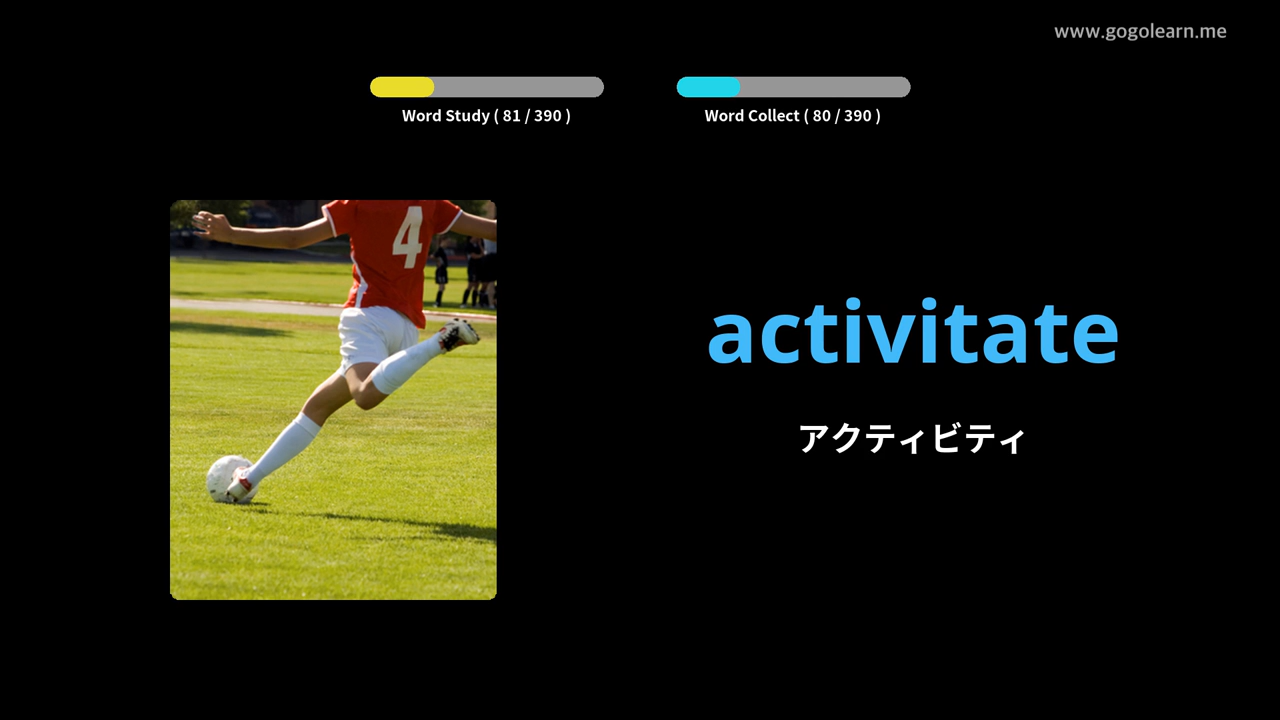 www.gogolearn.me
Word Study ( 81 / 390 )
Word Collect ( 80 / 390 )
4
activitate
アクティビティ